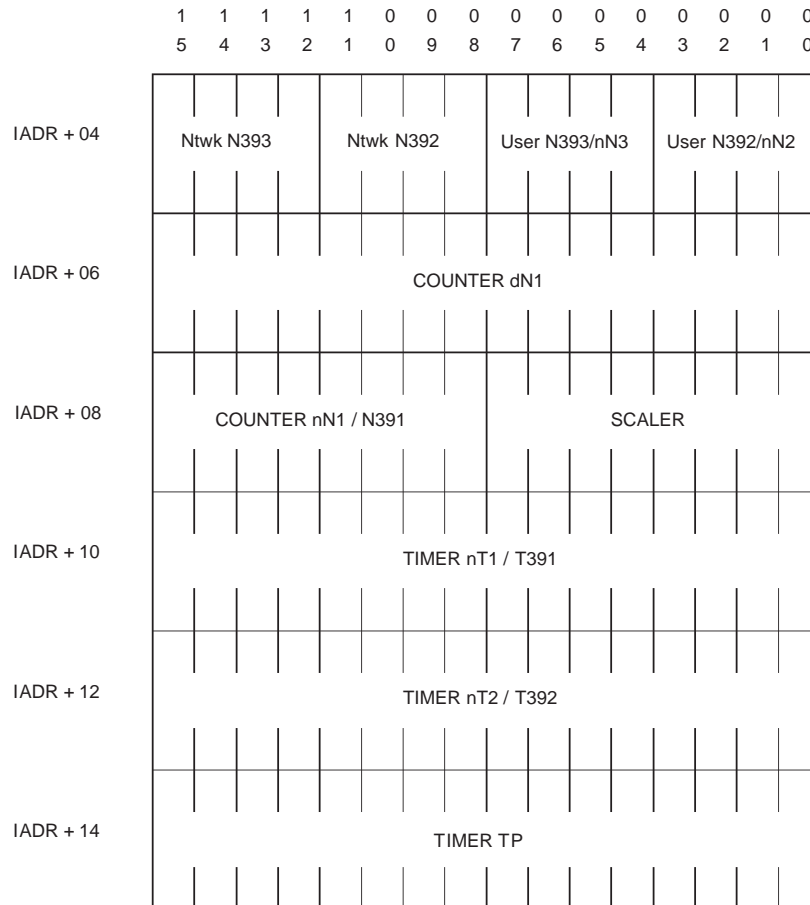 1 1 1 1 1 0 0 0 0 0 0 0 0 0 0 0
5 4 3 2 1 0 9 8 7 6 5 4 3 2 1 0
IADR + 04 Ntwk N393 Ntwk N392 User N393/nN3 User N392/nN2
IADR + 06 COUNTER dN1
IADR + 08 COUNTER nN1 / N391 SCALER
IADR + 10 TIMER nT1 / T391
IADR + 12 TIMER nT2 / T392
IADR + 14 TIMER TP